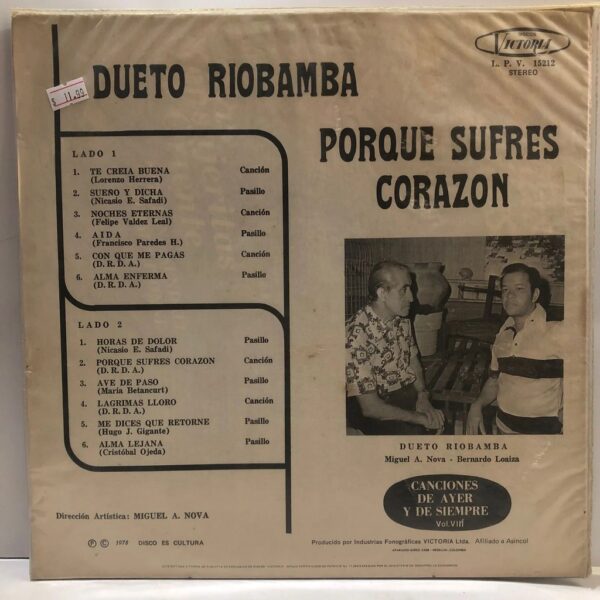 DISCOS
VICTORIA
L. P. V. 15212
STEREO
DUETO RIOBAMBA
$ 11.99
PORQUE SUFRES
CORAZON
LADO 1
1. TE CREIA BUENA Canción
(Lorenzo Herrera)
2. SUEÑO Y DICHA Pasillo
(Nicasio E. Safadi)
3. NOCHES ETERNAS Canción
(Felipe Valdez Leal)
4. AIDA Pasillo
(Francisco Paredes H.)
5. CON QUE ME PAGAS Canción
(D. R. D. A.)
6. ALMA ENFERMA Pasillo
(D. R. D. A.)
LADO 2
1. HORAS DE DOLOR Pasillo
(Nicasio E. Safadi)
2. PORQUE SUFRES CORAZON Canción
(D. R. D. A.)
3. AVE DE PASO Pasillo
(María Betancurt)
4. LAGRIMAS LLORO Canción
(D. R. D. A.)
5. ME DICES QUE RETORNE Pasillo
(Hugo J. Gigante)
6. ALMA LEJANA Pasillo
(Cristóbal Ojeda)
DUETO RIOBAMBA
Miguel A. Nova - Bernardo Loaiza
CANCIONES
DE AYER
Y DE SIEMPRE
Vol. VIII
Dirección Artística: MIGUEL A. NOVA
Ⓟ © 1978 DISCO ES CULTURA
Producido por Industrias Fonográficas VICTORIA Ltda. Afiliado a Asincol